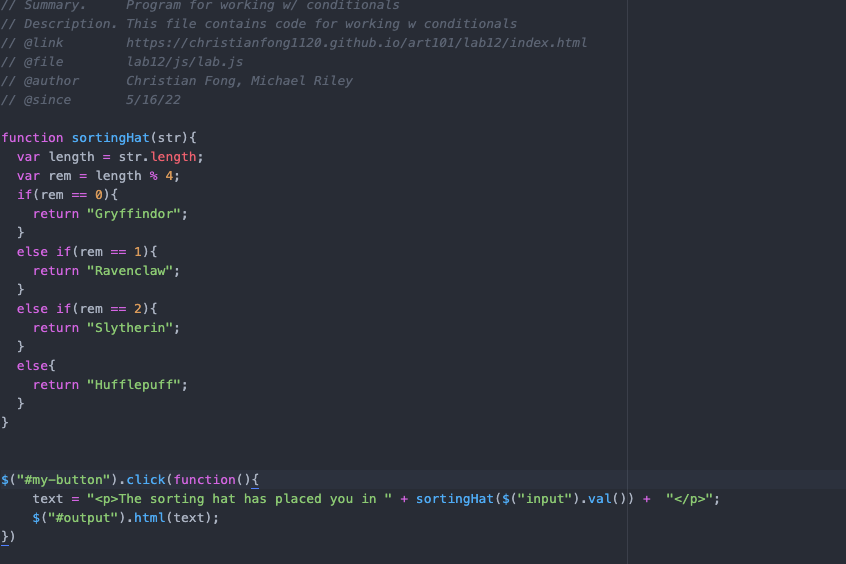 // Summary.     Program for working w/ conditionals
// Description. This file contains code for working w conditionals
// @link        https://christianfong1120.github.io/art101/lab12/index.html
// @file        lab12/js/lab.js
// @author      Christian Fong, Michael Riley
// @since       5/16/22

function sortingHat(str){
  var length = str.length;
  var rem = length % 4;
  if(rem == 0){
    return "Gryffindor";
  }
  else if(rem == 1){
    return "Ravenclaw";
  }
  else if(rem == 2){
    return "Slytherin";
  }
  else{
    return "Hufflepuff";
  }
}

$("#my-button").click(function(){
    text = "<p>The sorting hat has placed you in " + sortingHat($("input").val()) +  "</p>";
    $("#output").html(text);
})